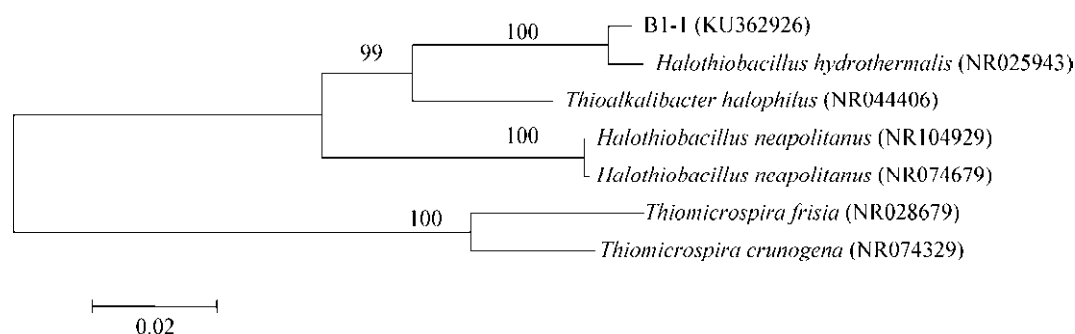 B1-1 (KU362926)
100
Halothiobacillus hydrothermalis (NR025943)
99
Thioalkalibacter halophilus (NR044406)
Halothiobacillus neapolitanus (NR104929)
100
Halothiobacillus neapolitanus (NR074679)
Thiomicrospira frisia (NR028679)
100
Thiomicrospira crunogena (NR074329)
0.02